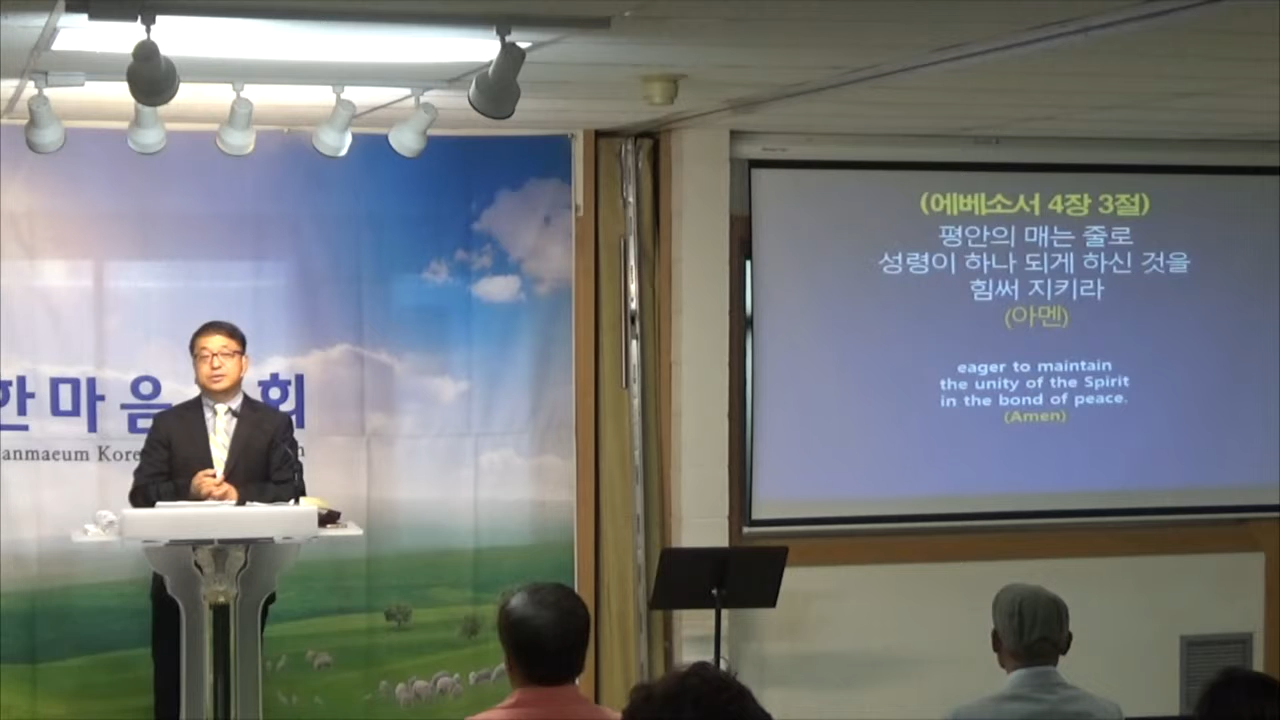 한마음 회
anmaeum
(에베소서 4장 3절)
평안의 매는 줄로
성령이 하나 되게 하신 것을
힘써 지키라
(아멘)
eager to maintain
the unity of the Spirit
in the bond of peace.
(Amen)